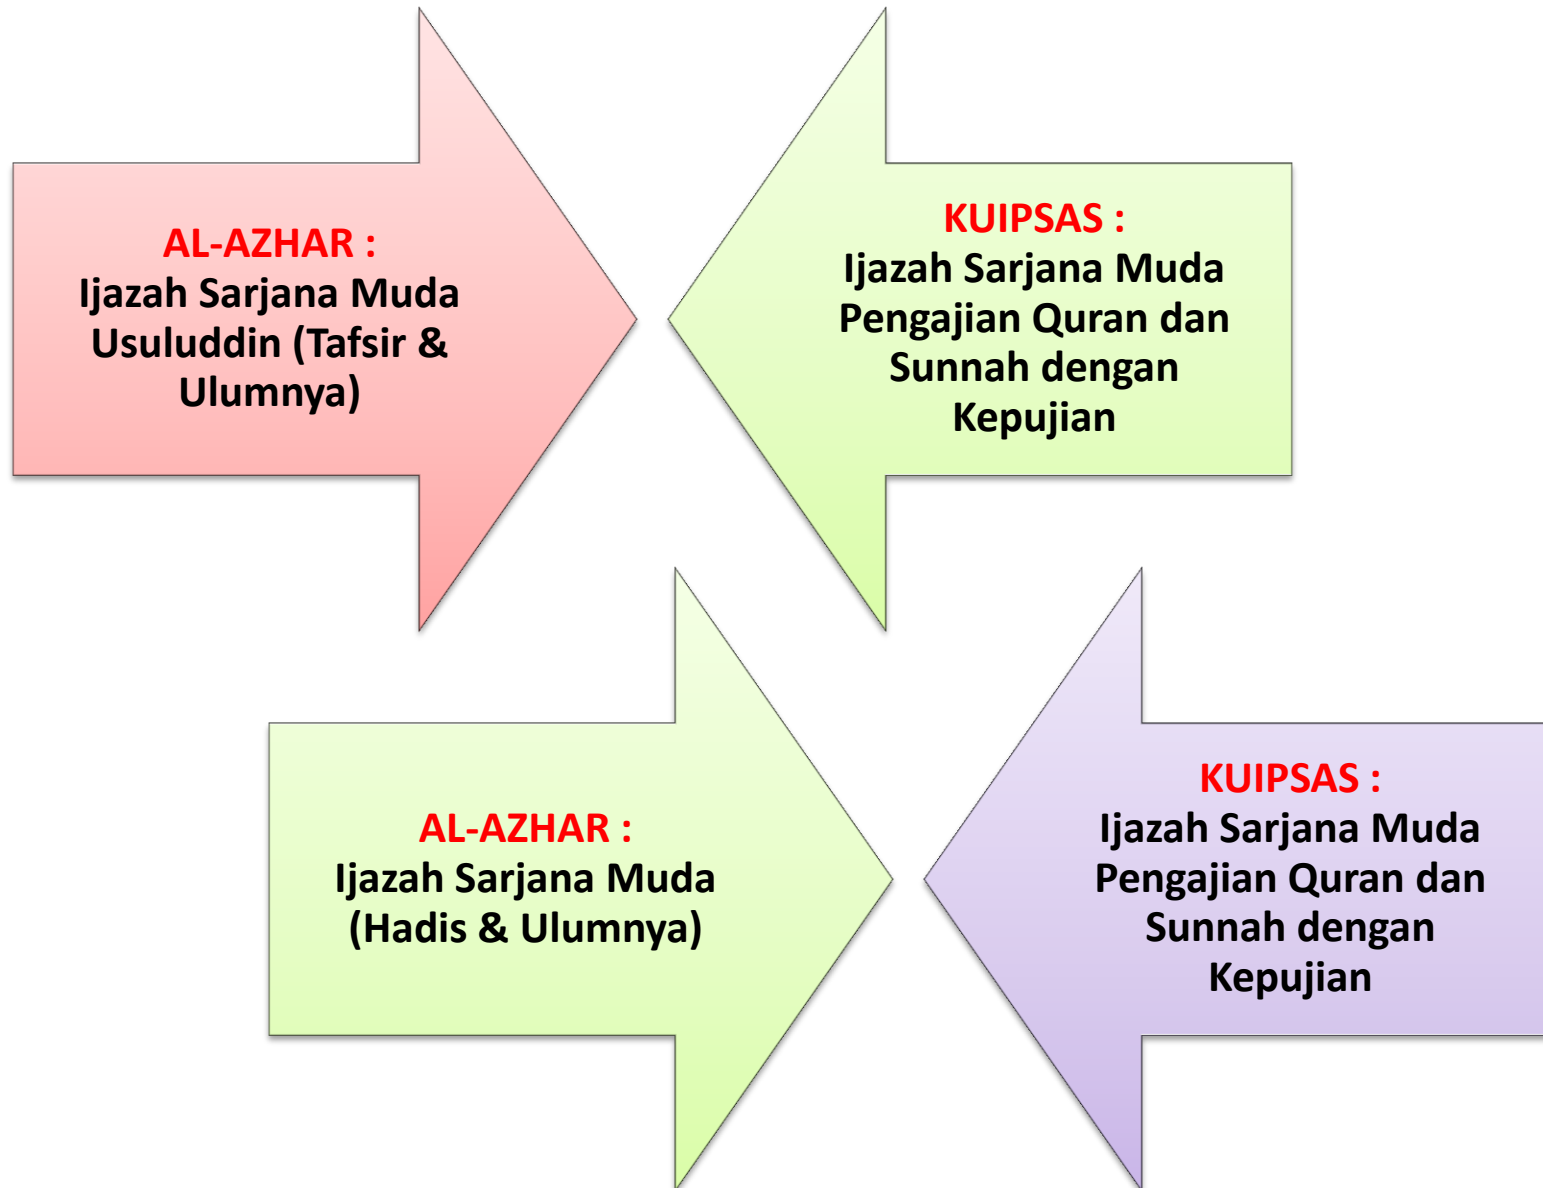 AL-AZHAR :
Ijazah Sarjana Muda
Usuluddin (Tafsir &
Ulumnya)
KUIPSAS :
Ijazah Sarjana Muda
Pengajian Quran dan
Sunnah dengan
Kepujian
AL-AZHAR :
Ijazah Sarjana Muda
(Hadis & Ulumnya)
KUIPSAS :
Ijazah Sarjana Muda
Pengajian Quran dan
Sunnah dengan
Kepujian